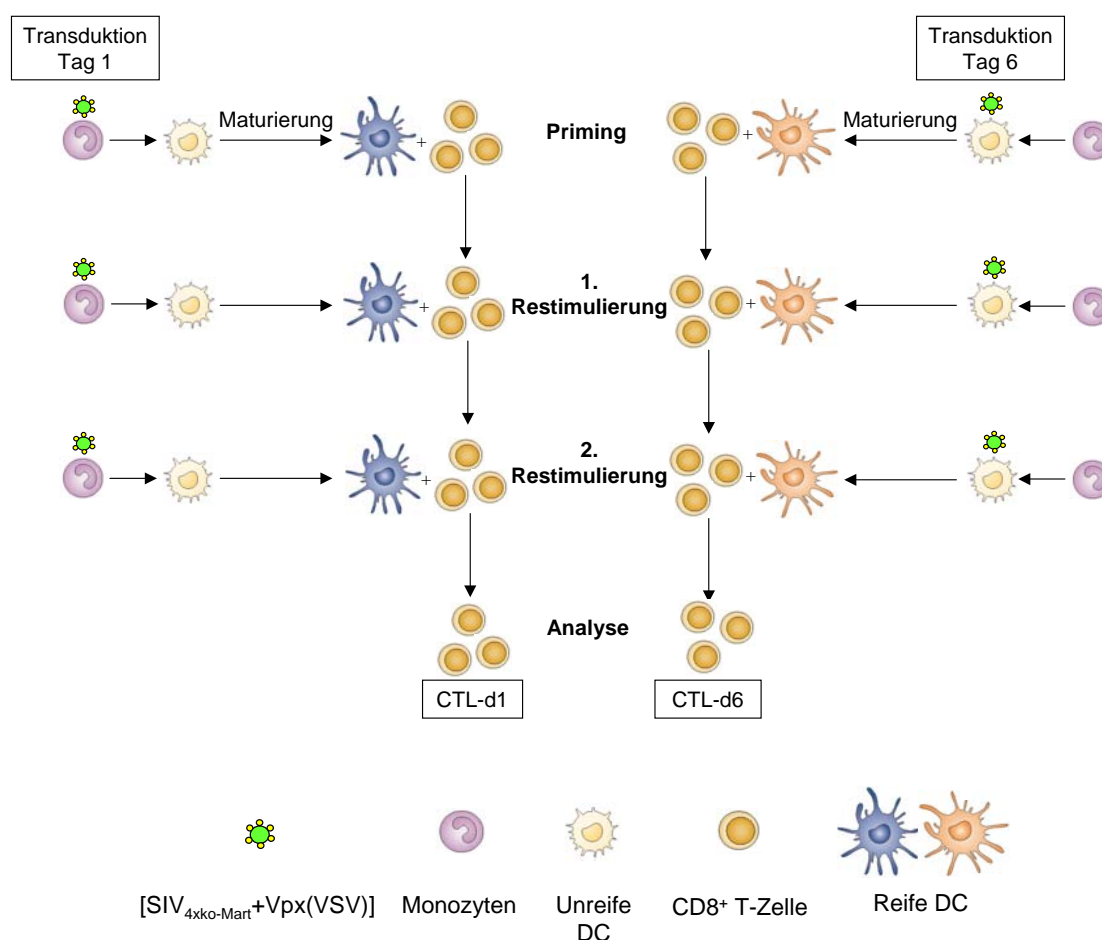 Transduktion
Tag 1
Transduktion
Tag 6
Maturierung
+
Priming
+
Maturierung
+
1.
Restimulierung
+
+
2.
Restimulierung
+
Analyse
CTL-d1
CTL-d6
[SIV4xko-Mart+Vpx(VSV)]
Monozyten
Unreife
DC
CD8+ T-Zelle
Reife DC